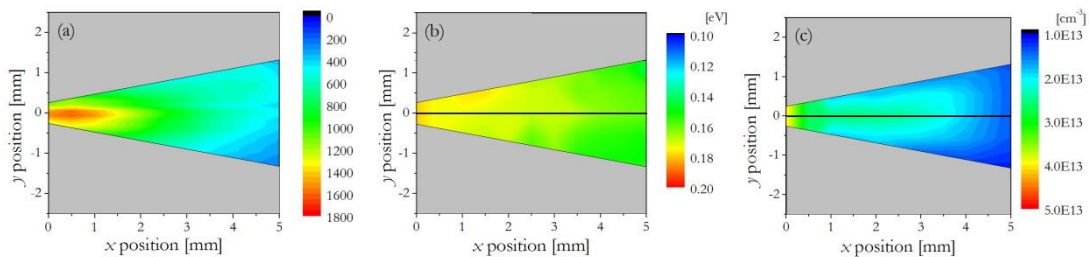 (a)
2
1
0
-1
-2
y position [mm]
0 1 2 3 4 5
x position [mm]
0
200
400
600
800
1000
1200
1400
1600
1800
(b)
2
1
0
-1
-2
y position [mm]
0 1 2 3 4 5
x position [mm]
[eV]
0.10
0.12
0.14
0.16
0.18
0.20
(c)
2
1
0
-1
-2
y position [mm]
0 1 2 3 4 5
x position [mm]
[cm⁻³]
1.0E13
2.0E13
3.0E13
4.0E13
5.0E13